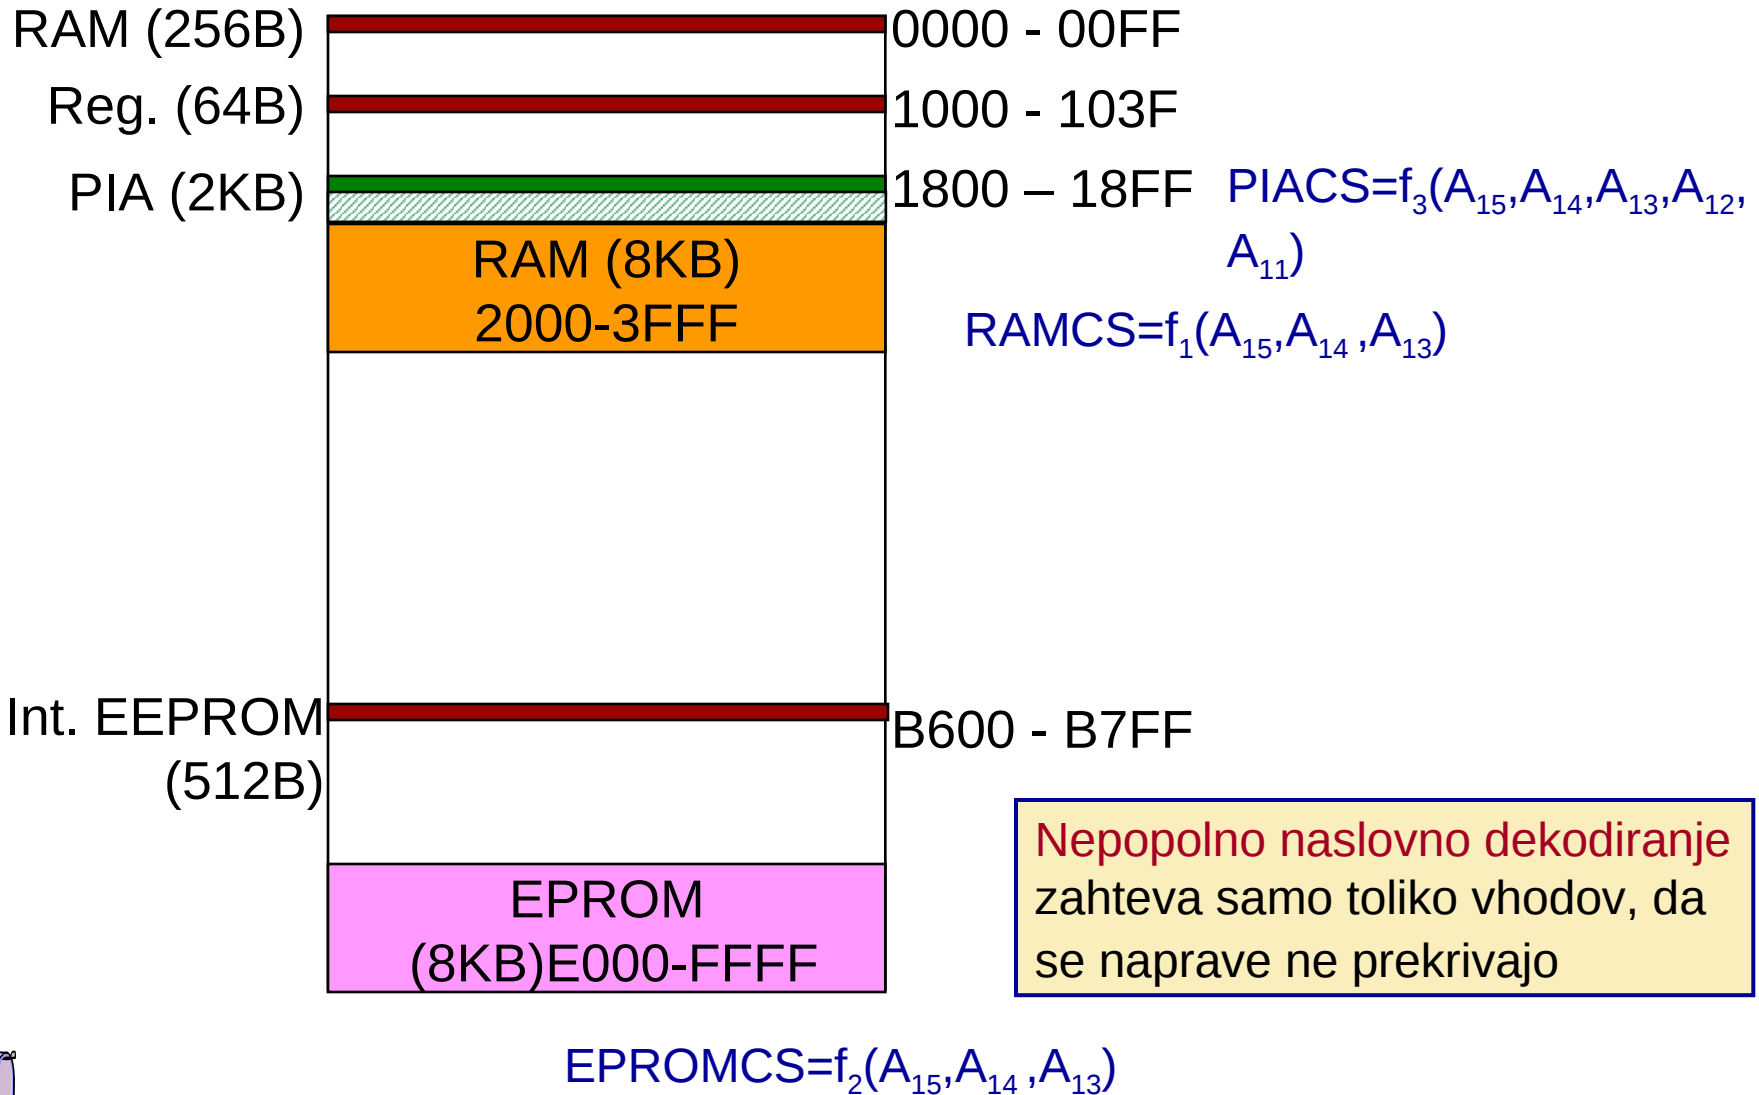 RAM (256B) 0000 - 00FF
Reg. (64B) 1000 - 103F
PIA (2KB) 1800 – 18FF PIACS=f₃(A₁₅,A₁₄,A₁₃,A₁₂,
A₁₁)
RAM (8KB)
2000-3FFF
RAMCS=f₁(A₁₅,A₁₄ ,A₁₃)
Int. EEPROM B600 - B7FF
(512B)
Nepopolno naslovno dekodiranje
zahteva samo toliko vhodov, da
se naprave ne prekrivajo
EPROM
(8KB)E000-FFFF
EPROMCS=f₂(A₁₅,A₁₄ ,A₁₃)